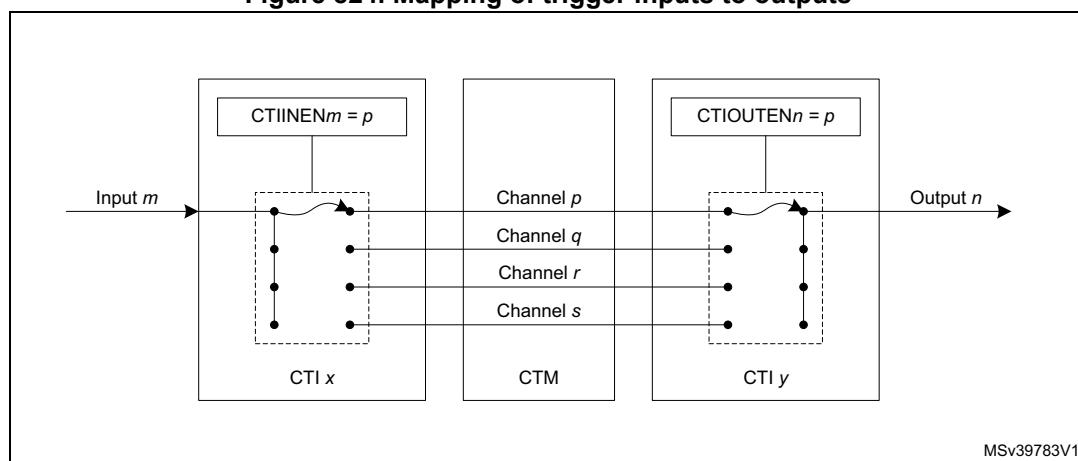 Figure 824. Mapping of trigger inputs to outputs
CTIINENm = p
CTIOUTENn = p
Input m
Channel p
Output n
Channel q
Channel r
Channel s
CTI x
CTM
CTI y
MSv39783V1